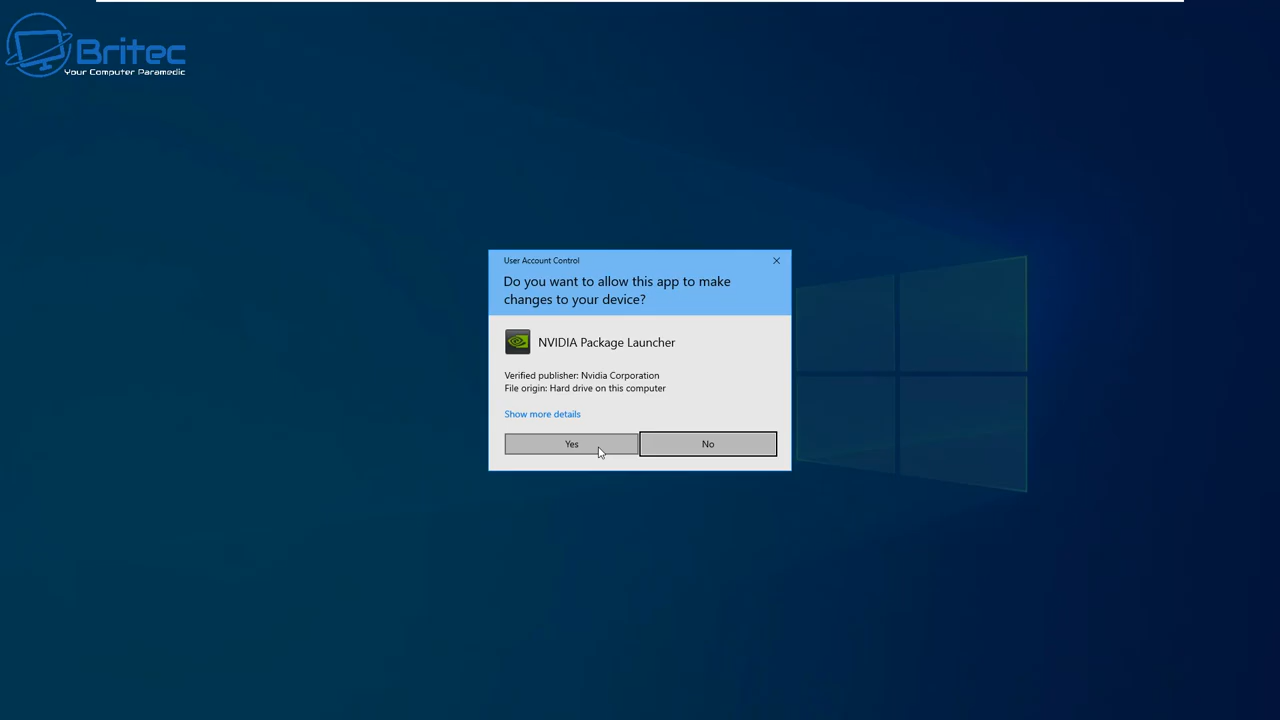 Britec
Your Computer Paramedic
User Account Control
Do you want to allow this app to make
changes to your device?
NVIDIA Package Launcher
Verified publisher: Nvidia Corporation
File origin: Hard drive on this computer
Show more details
Yes
No